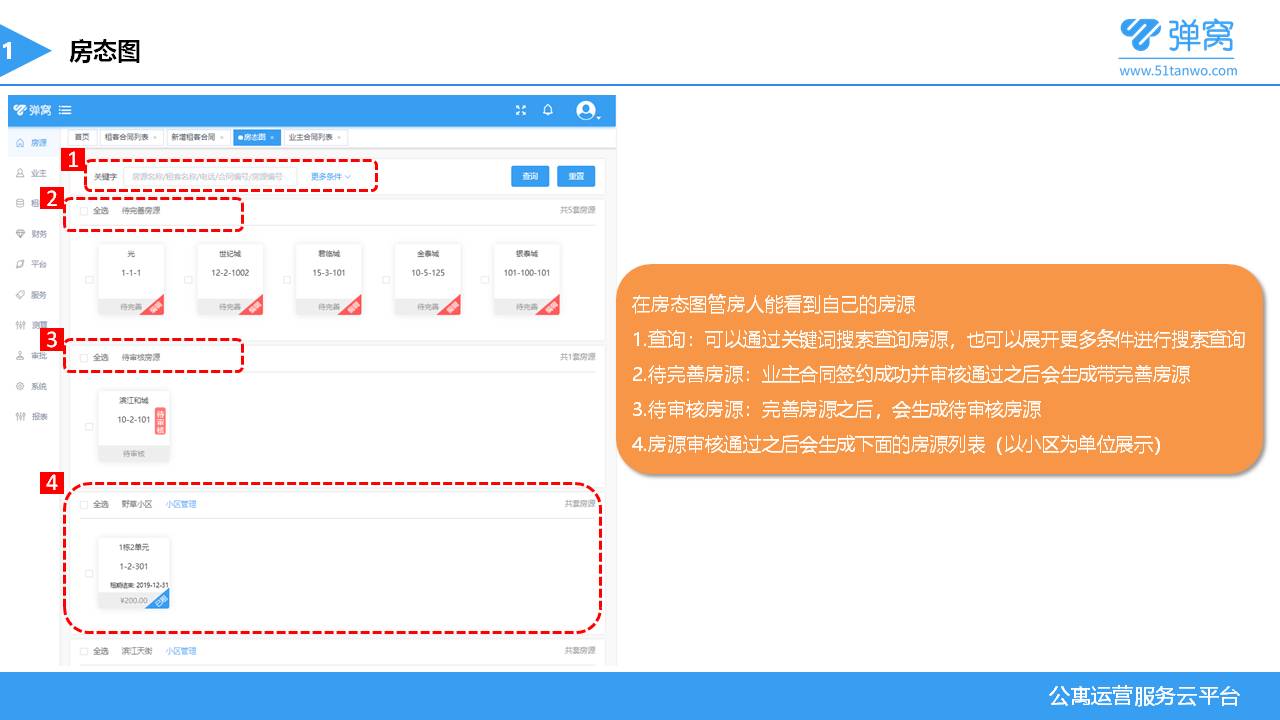 1
房态图
弹窝
www.51tanwo.com
弹窝
首页 租客合同列表 × 新增租客合同 × 房态图 × 业主合同列表 ×
房源
业主
租
财务
平台
服务
测算
审批
系统
报表
1
关键字 房源名称/租客名称/电话/合同编号/房源编号 更多条件 查询 重置
2
全选 待完善房源 共5套房源
光 世纪城 君临城 金泰城 银泰城
1-1-1 12-2-1002 15-3-101 10-5-125 101-100-101
待完善 待完善 待完善 待完善 待完善
3
全选 待审核房源 共1套房源
滨江和城
10-2-101 待审核
待审核
4
全选 野草小区 小区管理 共套房源
1栋2单元
1-2-301
租期结束: 2019-12-31
¥200.00 已租
全选 滨江天街 小区管理 共套房源
在房态图管房人能看到自己的房源
1.查询：可以通过关键词搜素查询房源，也可以展开更多条件进行搜素查询
2.待完善房源：业主合同签约成功并审核通过之后会生成带完善房源
3.待审核房源：完善房源之后，会生成待审核房源
4.房源审核通过之后会生成下面的房源列表（以小区为单位展示）
公寓运营服务云平台